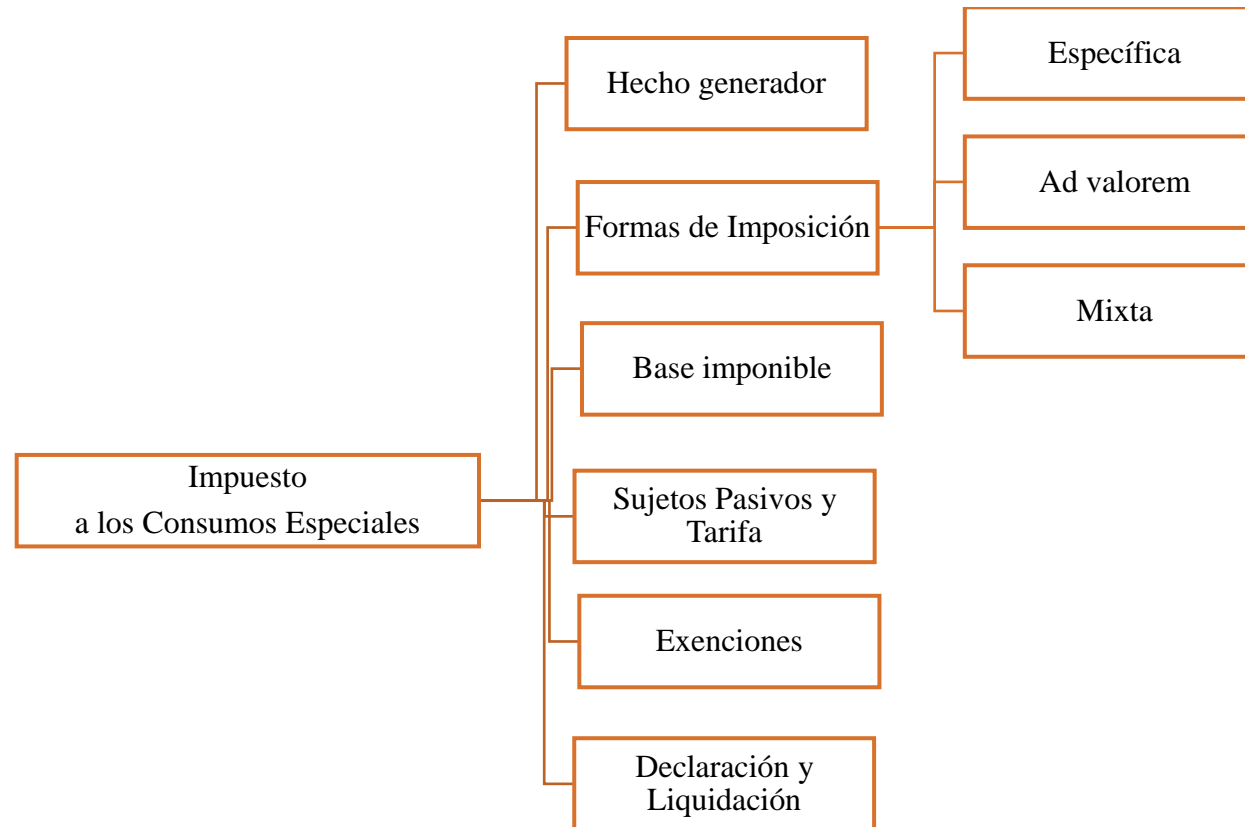 Impuesto
a los Consumos Especiales
Hecho generador
Formas de Imposición
Específica
Ad valorem
Mixta
Base imponible
Sujetos Pasivos y
Tarifa
Exenciones
Declaración y
Liquidación